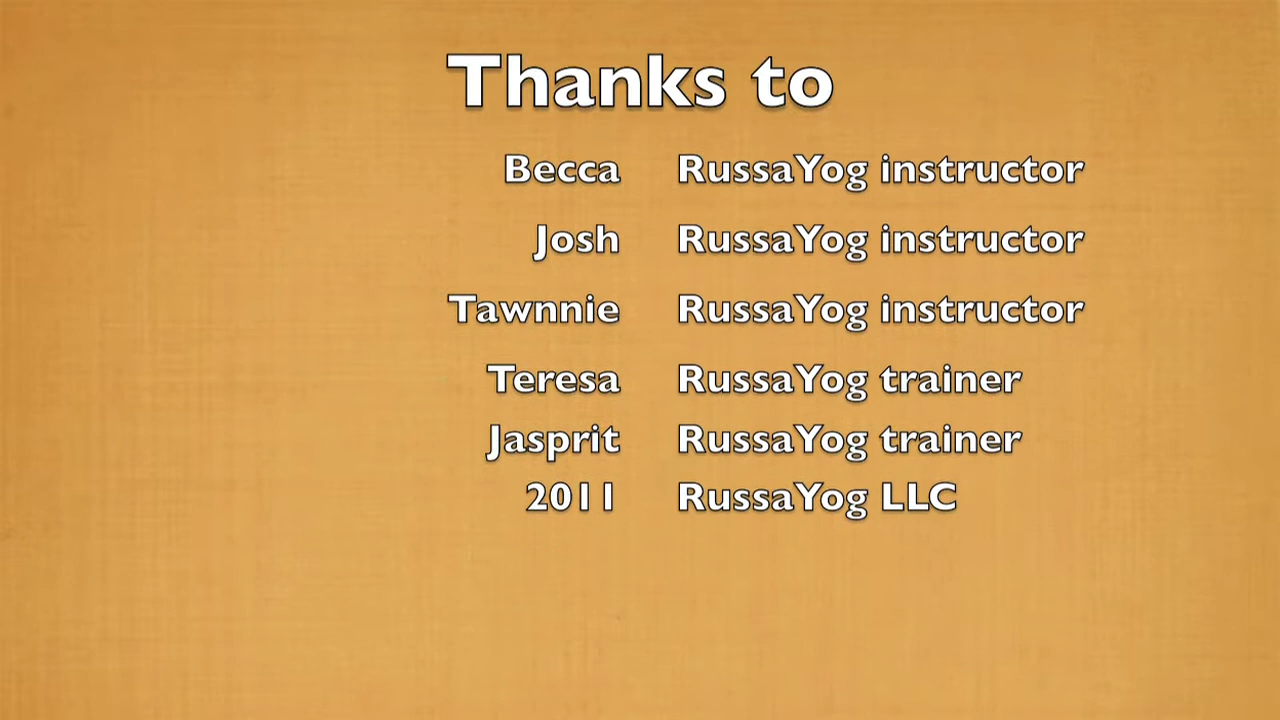 Thanks to
Becca RussaYog instructor
Josh RussaYog instructor
Tawnnie RussaYog instructor
Teresa RussaYog trainer
Jasprit RussaYog trainer
2011 RussaYog LLC